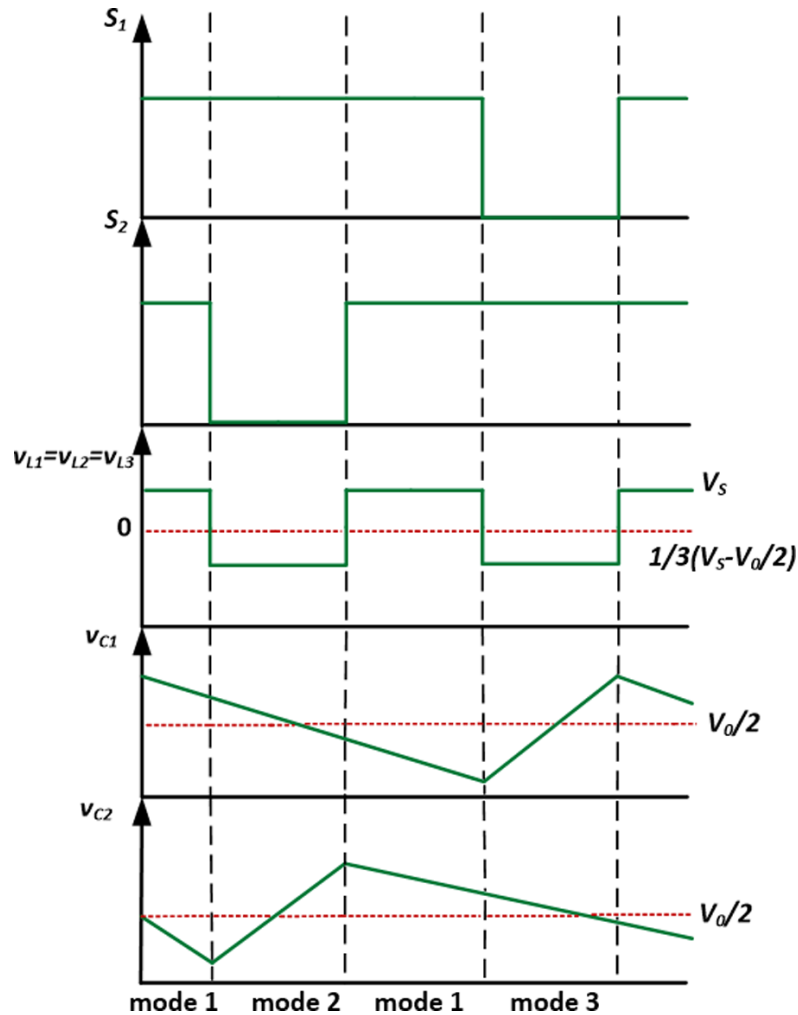 S1
S2
vL1=vL2=vL3
VS
0
1/3(VS-V0/2)
vC1
V0/2
vC2
V0/2
mode 1 mode 2 mode 1 mode 3